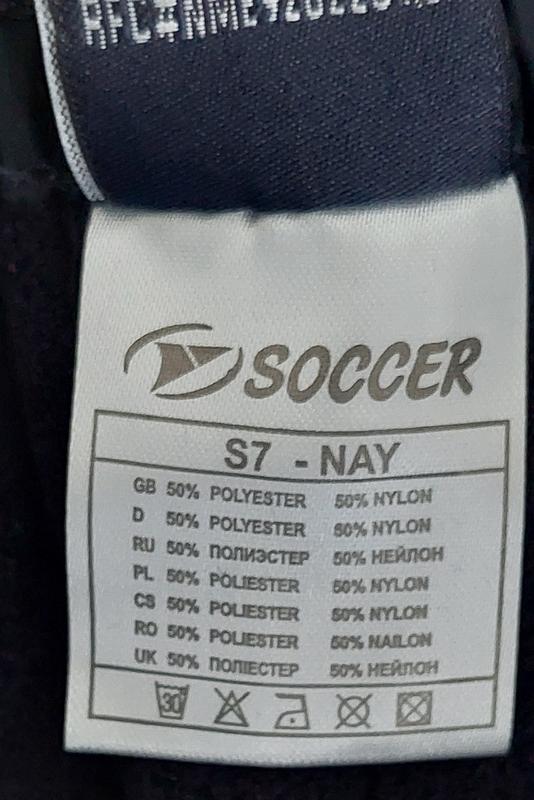 SOCCER
S7 - NAY
GB 50% POLYESTER 50% NYLON
D 50% POLYESTER 50% NYLON
RU 50% ПОЛИЭСТЕР 50% НЕЙЛОН
PL 50% POLIESTER 50% NYLON
CS 50% POLIESTER 50% NYLON
RO 50% POLIESTER 50% NAILON
UK 50% ПОЛІЕСТЕР 50% НЕЙЛОН
30